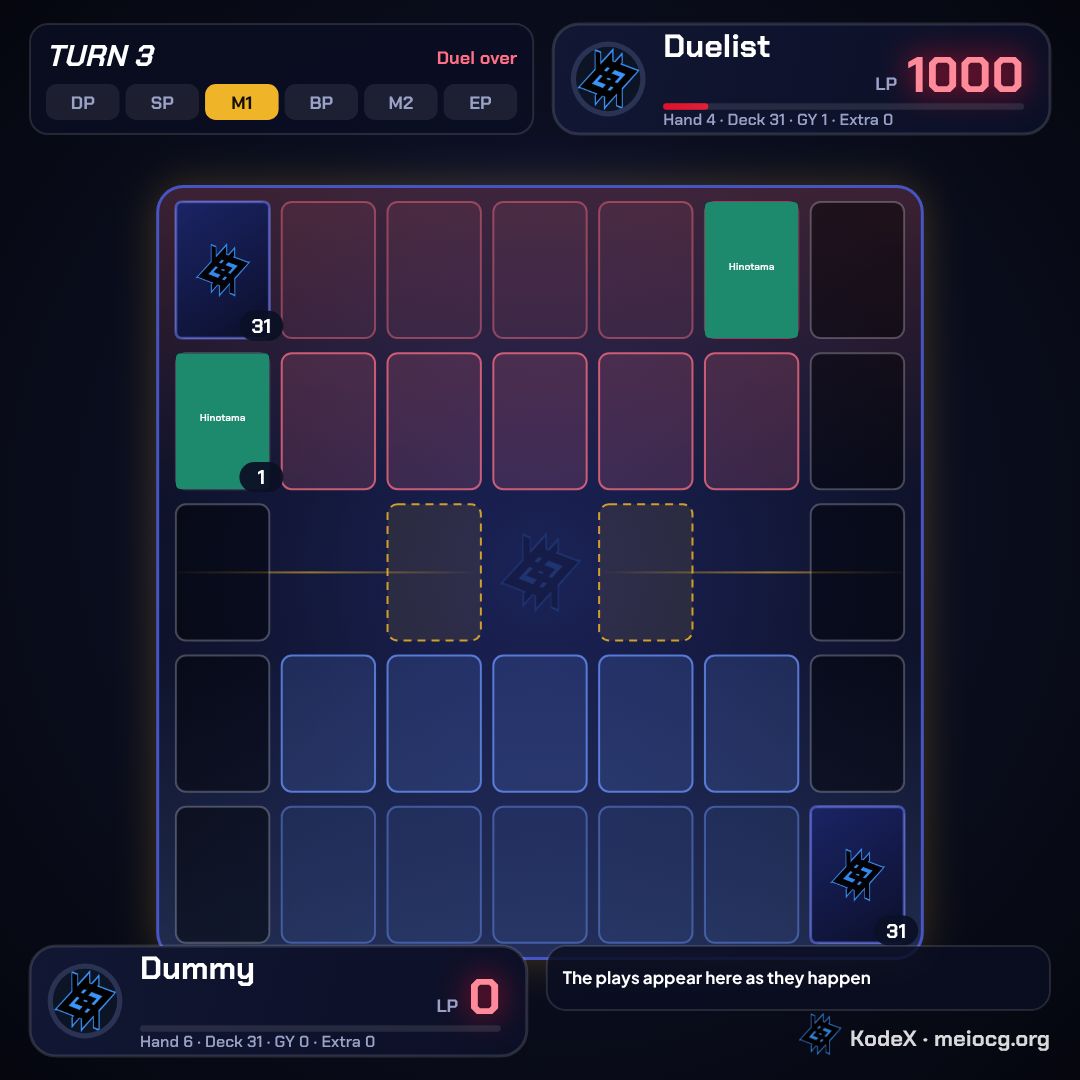 TURN 3
Duel over
DP
SP
M1
BP
M2
EP
Duelist
LP 1000
Hand 4 · Deck 31 · GY 1 · Extra 0
31
Hinotama
Hinotama
1
31
Dummy
LP 0
Hand 6 · Deck 31 · GY 0 · Extra 0
The plays appear here as they happen
KodeX · meiocg.org